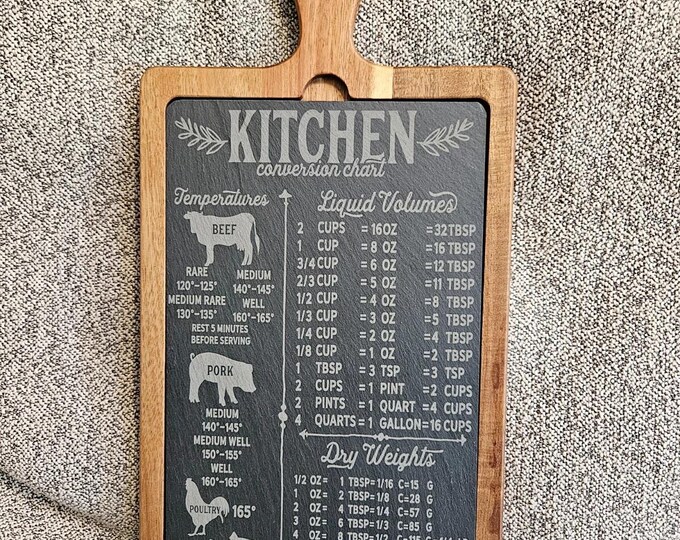 KITCHEN
conversion chart
Temperatures
BEEF
RARE
120°-125°
MEDIUM
140°-145°
MEDIUM RARE
130°-135°
WELL
160°-165°
REST 5 MINUTES
BEFORE SERVING
PORK
MEDIUM
140°-145°
MEDIUM WELL
150°-155°
WELL
160°-165°
POULTRY 165°
Liquid Volumes
2 CUPS = 16OZ =32TBSP
1 CUP = 8 OZ =16 TBSP
3/4 CUP = 6 OZ =12 TBSP
2/3 CUP = 5 OZ =11 TBSP
1/2 CUP = 4 OZ =8 TBSP
1/3 CUP = 3 OZ =5 TBSP
1/4 CUP = 2 OZ =4 TBSP
1/8 CUP = 1 OZ =2 TBSP
1 TBSP = 3 TSP =3 TSP
2 CUPS =1 PINT =2 CUPS
2 PINTS =1 QUART =4 CUPS
4 QUARTS =1 GALLON=16 CUPS
Dry Weights
1/2 OZ= 1 TBSP=1/16 C=15 G
1 OZ= 2 TBSP=1/8 C=28 G
2 OZ= 4 TBSP=1/4 C=57 G
3 OZ= 6 TBSP=1/3 C=85 G
4 OZ= 8 TBSP=1/2 C=115 G